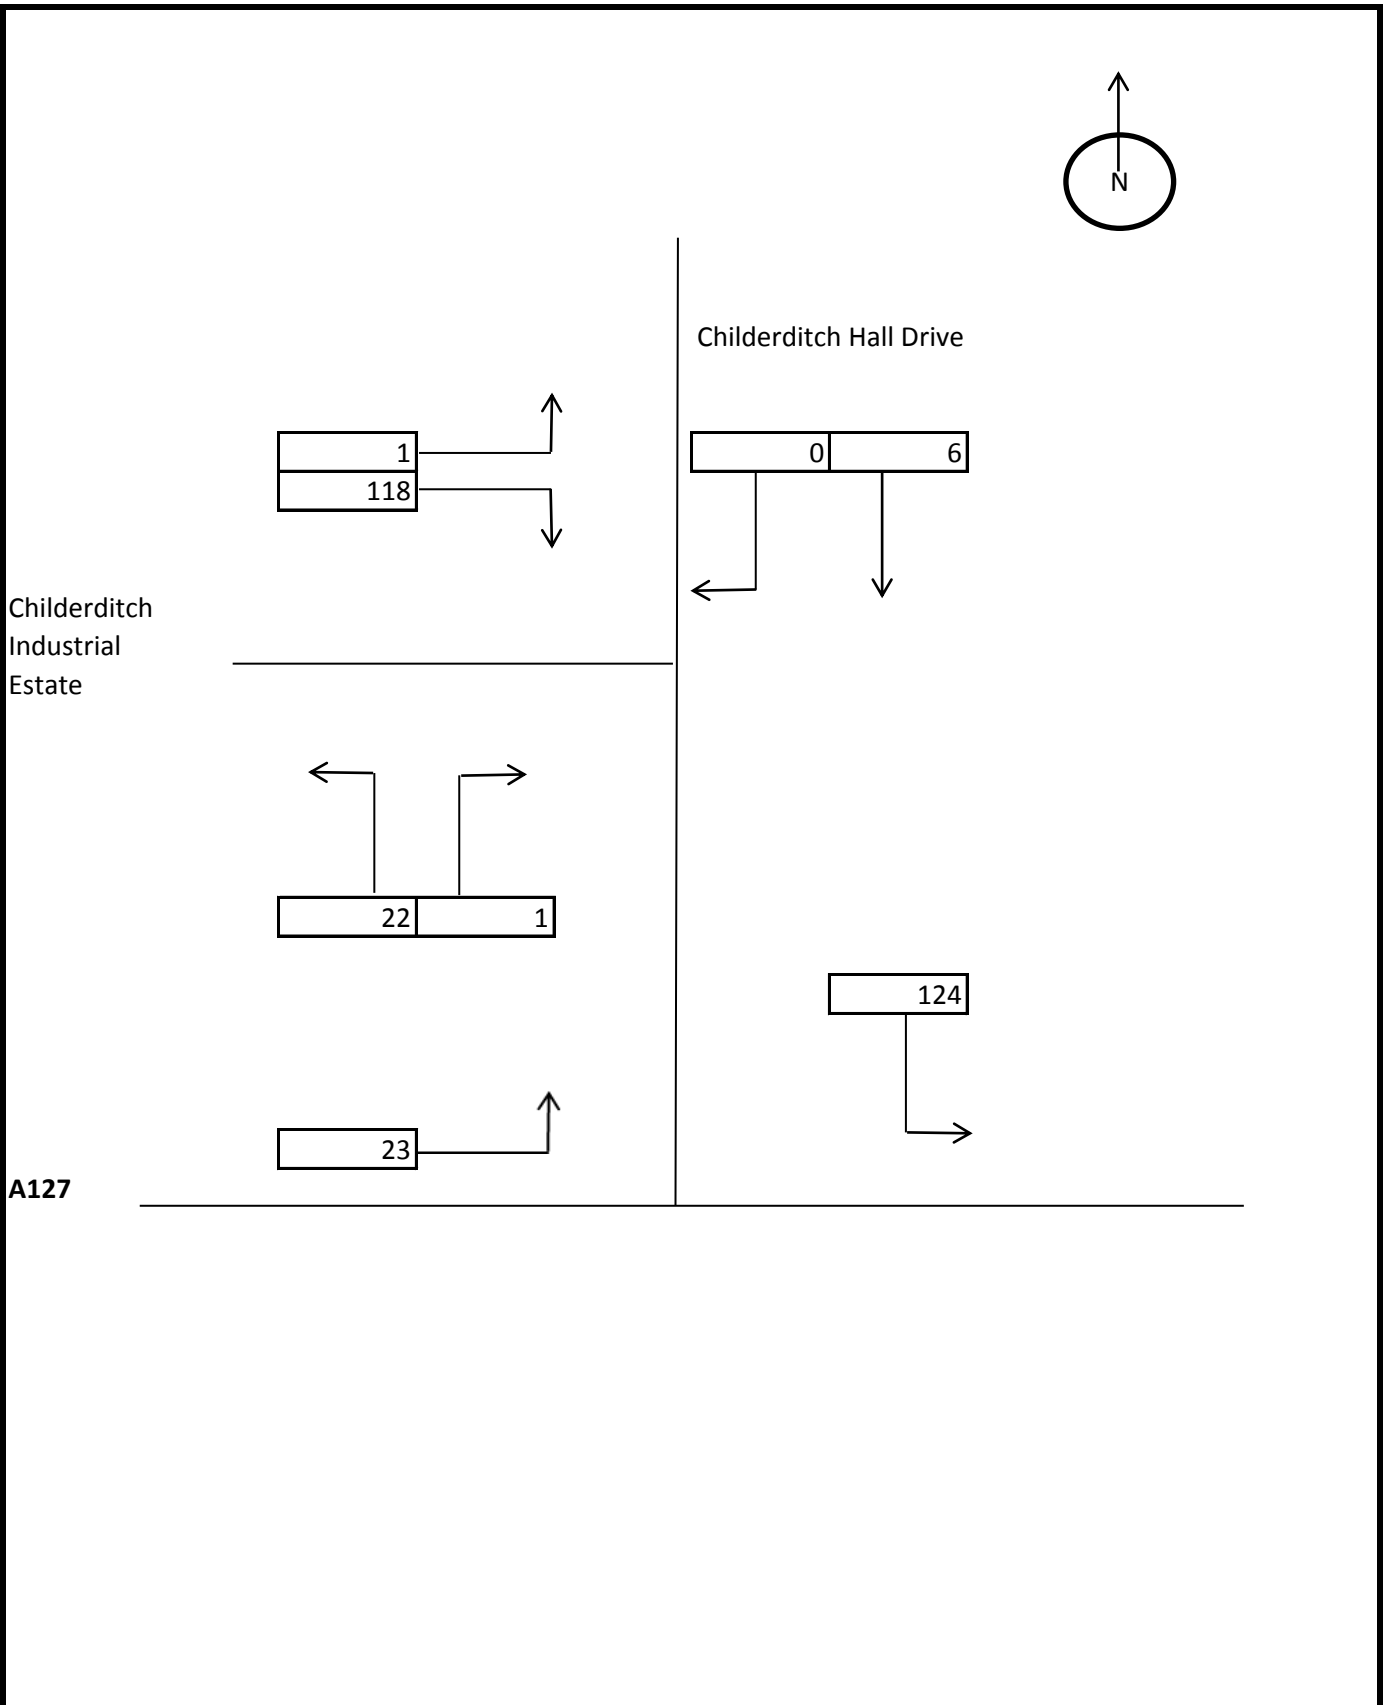 N
Childerditch Hall Drive
1
0 6
118
Childerditch
Industrial
Estate
22 1
124
23
A127